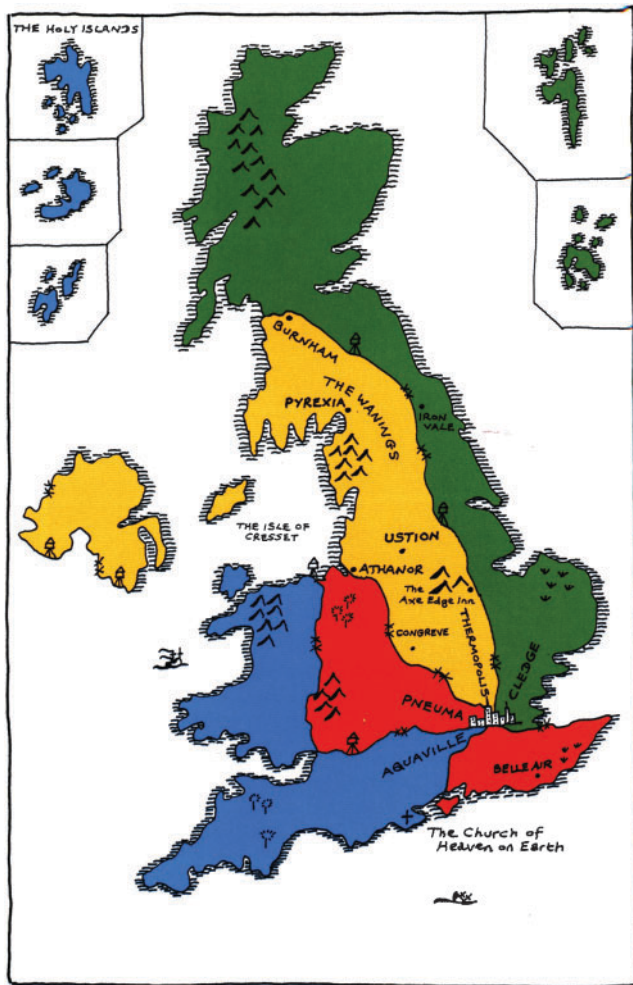 THE HOLY ISLANDS
BURNHAM
THE WANINGS
PYREXIA
IRON
VALE
THE ISLE OF
CRESSET
USTION
ATHANOR
The
Axe Edge Inn
CONGREVE
THERMOPOLIS
CLEDGE
PNEUMA
AQUAVILLE
BELLE AIR
The Church of
Heaven on Earth